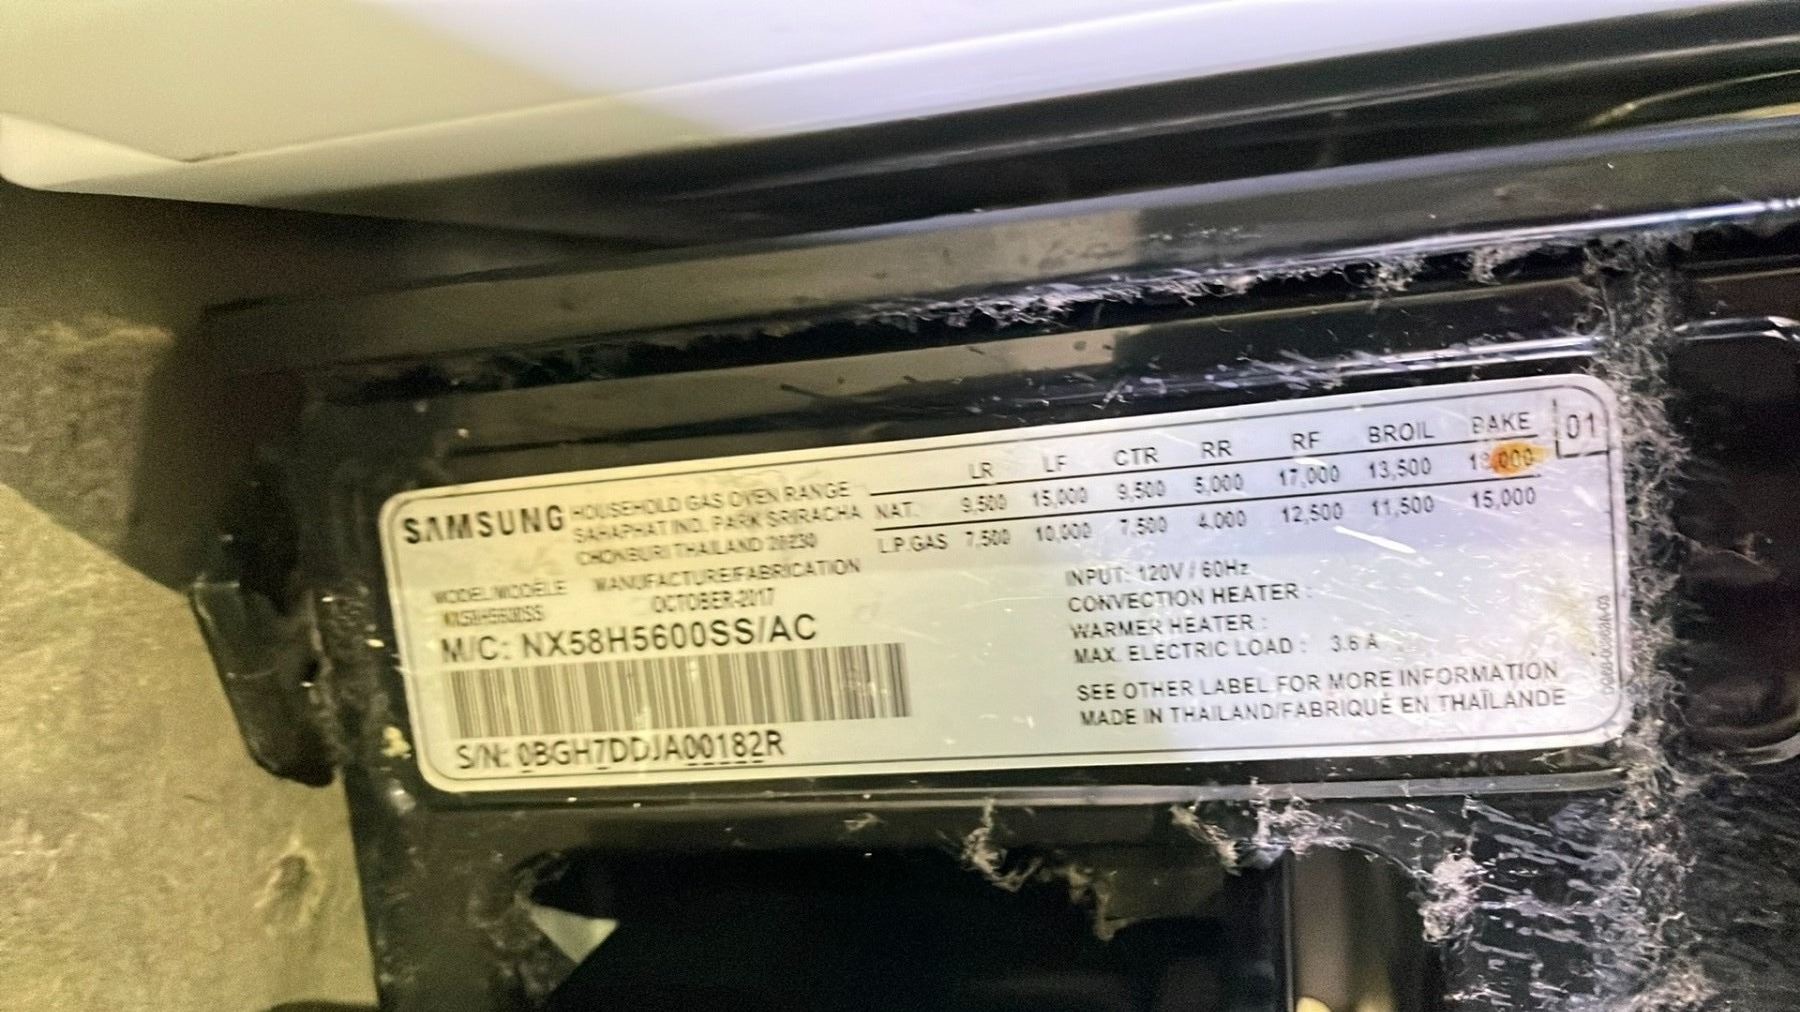 SAMSUNG HOUSEHOLD GAS OVEN RANGE
SAHAPHAT IND. PARK SRIRACHA
CHONBURI THAILAND 20230
MODEL/MODÈLE MANUFACTURE/FABRICATION
NX58H5600SS OCTOBER-2017
M/C: NX58H5600SS/AC
S/N: 0BGH7DDJA00182R
LR LF CTR RR RF BROIL BAKE 01
NAT. 9,500 15,000 9,500 5,000 17,000 13,500
L.P.GAS 7,500 10,000 7,500 4,000 12,500 11,500 15,000
INPUT: 120V / 60Hz
CONVECTION HEATER :
WARMER HEATER :
MAX. ELECTRIC LOAD : 3.6 A
SEE OTHER LABEL FOR MORE INFORMATION
MADE IN THAILAND/FABRIQUÉ EN THAÏLANDE